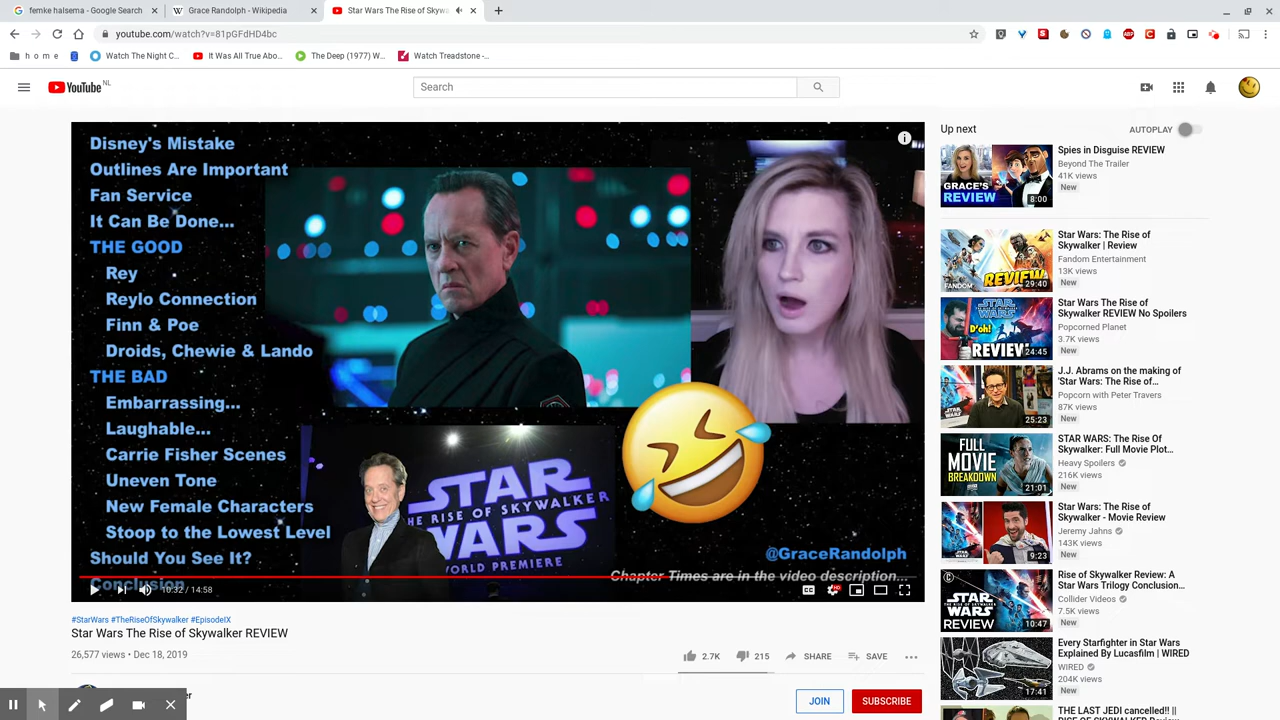 femke halsema - Google Search
Grace Randolph - Wikipedia
Star Wars The Rise of Skywa
youtube.com/watch?v=81pGFdHD4bc
h o m e
Watch The Night C...
It Was All True Abo...
The Deep (1977) W...
Watch Treadstone -...
YouTube NL
Search
Disney's Mistake
Outlines Are Important
Fan Service
It Can Be Done...
THE GOOD
Rey
Reylo Connection
Finn & Poe
Droids, Chewie & Lando
THE BAD
Embarrassing...
Laughable...
Carrie Fisher Scenes
Uneven Tone
New Female Characters
Stoop to the Lowest Level
Should You See It?
Conclusion
STAR
THE RISE OF SKYWALKER
WARS
WORLD PREMIERE
@GraceRandolph
Chapter Times are in the video description...
10:32 / 14:58
CC
HD
#StarWars #TheRiseOfSkywalker #EpisodeIX
Star Wars The Rise of Skywalker REVIEW
26,577 views • Dec 18, 2019
2.7K
215
SHARE
SAVE
JOIN
SUBSCRIBE
Up next
AUTOPLAY
GRACE'S
REVIEW
8:00
Spies in Disguise REVIEW
Beyond The Trailer
41K views
New
FANDOM
REVIEW
29:40
Star Wars: The Rise of
Skywalker | Review
Fandom Entertainment
13K views
New
STAR WARS
D'oh!
REVIEW
24:45
Star Wars The Rise of
Skywalker REVIEW No Spoilers
Popcorned Planet
3.7K views
New
25:23
J.J. Abrams on the making of
'Star Wars: The Rise of...
Popcorn with Peter Travers
87K views
New
FULL
MOVIE
BREAKDOWN
21:01
STAR WARS: The Rise Of
Skywalker: Full Movie Plot...
Heavy Spoilers
216K views
New
9:23
Star Wars: The Rise of
Skywalker - Movie Review
Jeremy Jahns
143K views
New
STAR
WARS
REVIEW
10:47
Rise of Skywalker Review: A
Star Wars Trilogy Conclusion...
Collider Videos
7.5K views
New
17:41
Every Starfighter in Star Wars
Explained By Lucasfilm | WIRED
WIRED
204K views
New
THE LAST JEDI cancelled!! ||